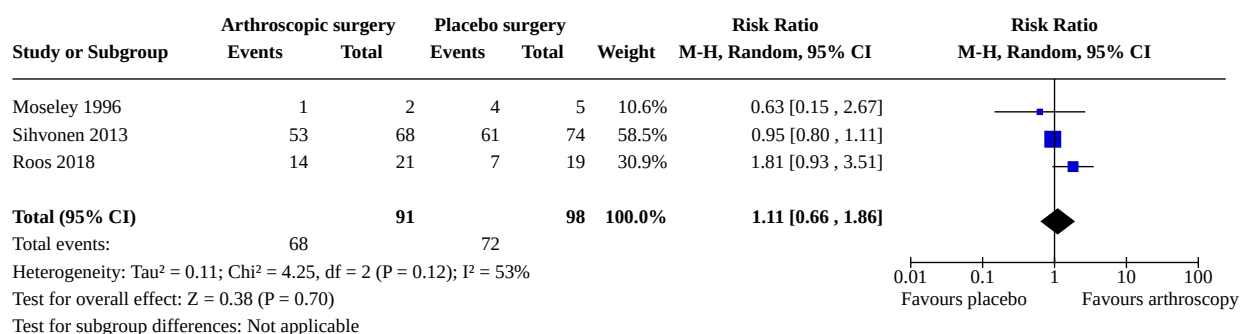 Arthroscopic surgery Placebo surgery Risk Ratio Risk Ratio
Study or Subgroup Events Total Events Total Weight M-H, Random, 95% CI M-H, Random, 95% CI
Moseley 1996 1 2 4 5 10.6% 0.63 [0.15 , 2.67]
Sihvonen 2013 53 68 61 74 58.5% 0.95 [0.80 , 1.11]
Roos 2018 14 21 7 19 30.9% 1.81 [0.93 , 3.51]
Total (95% CI) 91 98 100.0% 1.11 [0.66 , 1.86]
Total events: 68 72
Heterogeneity: Tau² = 0.11; Chi² = 4.25, df = 2 (P = 0.12); I² = 53%
0.01 0.1 1 10 100
Test for overall effect: Z = 0.38 (P = 0.70)
Favours placebo Favours arthroscopy
Test for subgroup differences: Not applicable